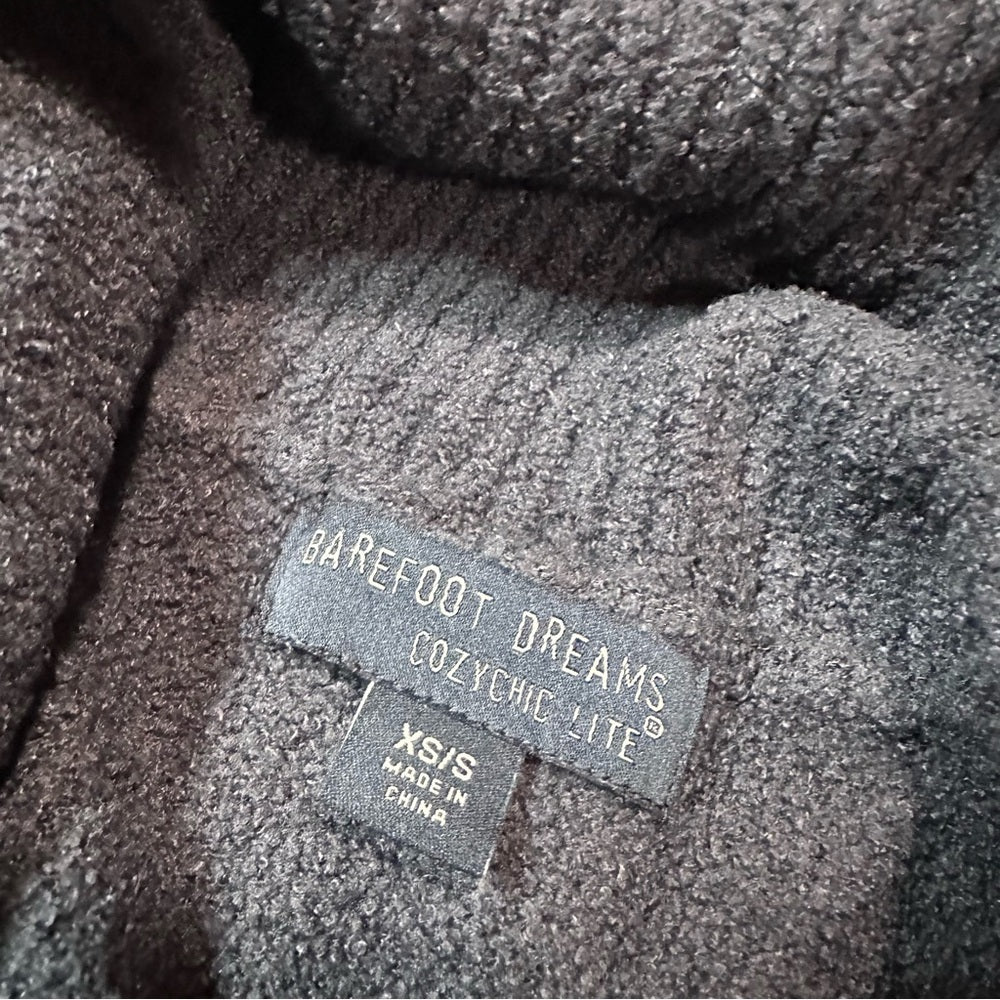 BAREFOOT DREAMS
COZYCHIC LITE®
XS/S
MADE IN
CHINA